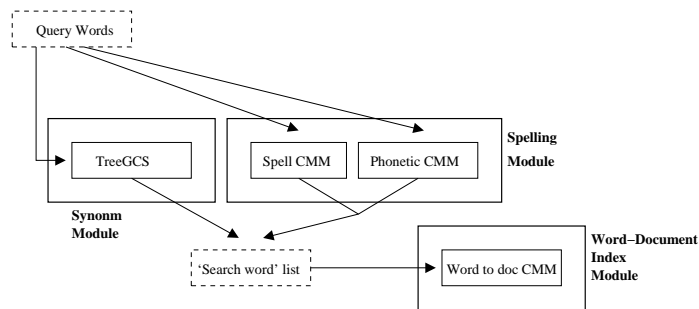 Query Words
TreeGCS
Spell CMM
Phonetic CMM
Spelling
Module
Synonm
Module
'Search word' list
Word to doc CMM
Word–Document
Index
Module